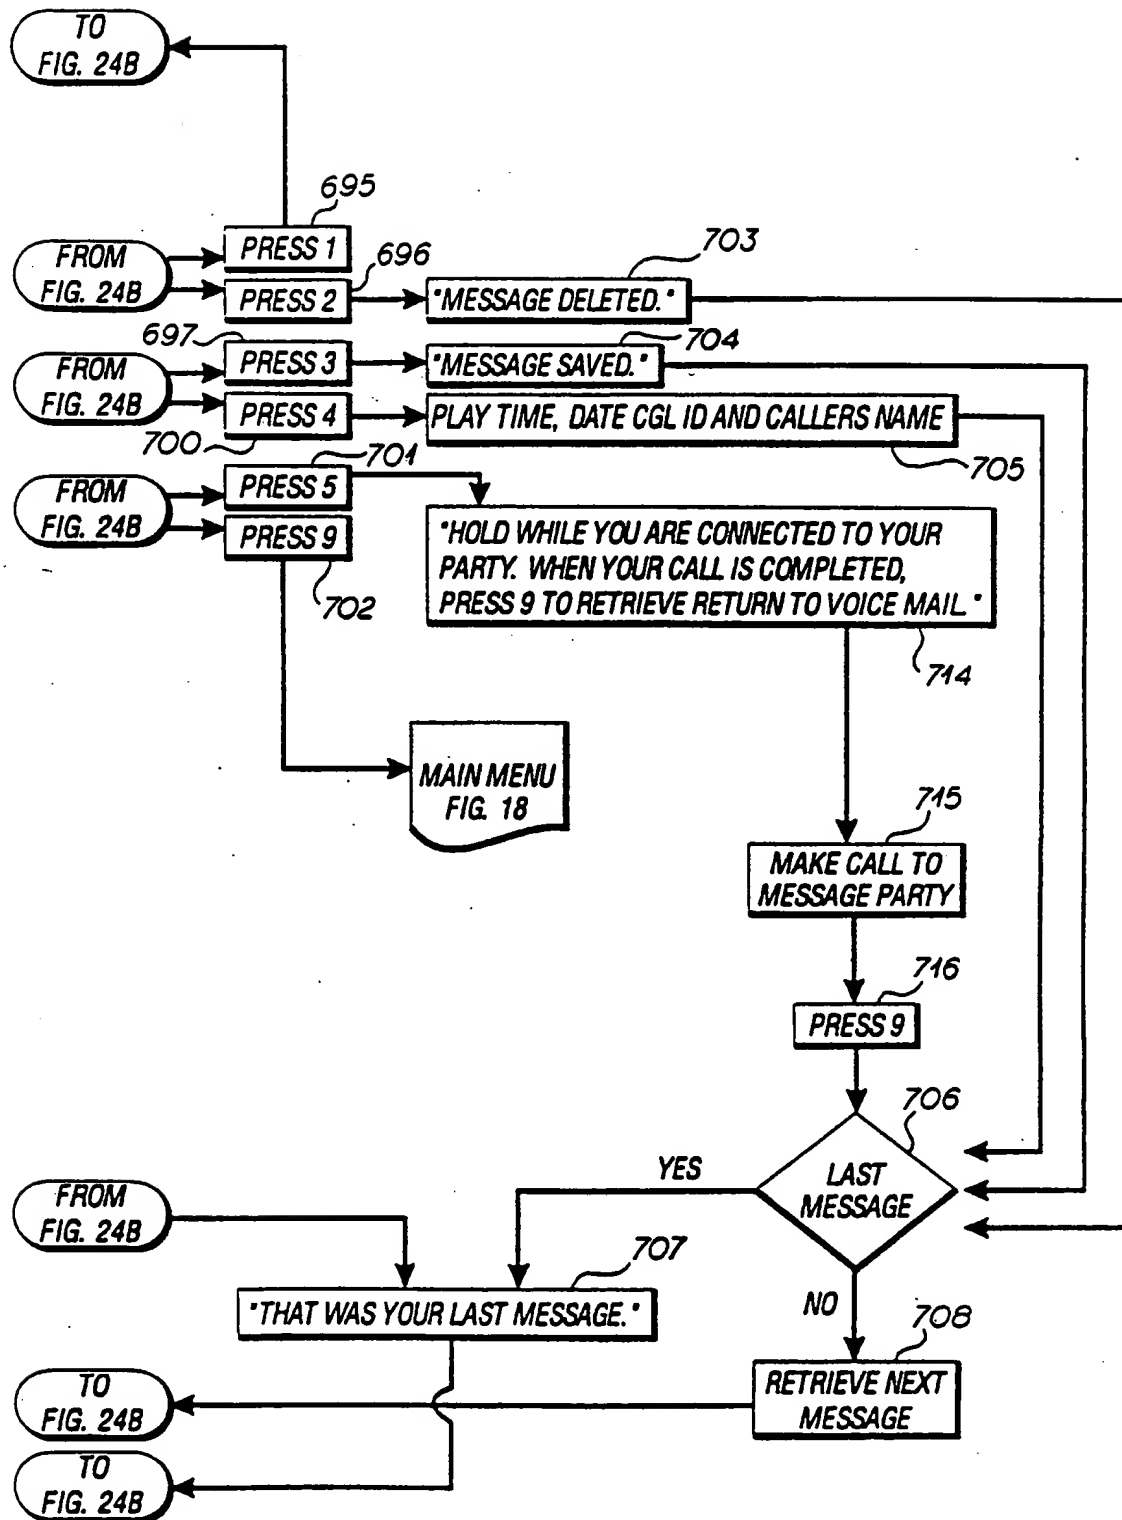 TO
FIG. 24B
695
FROM
FIG. 24B
PRESS 1
PRESS 2
696
703
"MESSAGE DELETED."
697
FROM
FIG. 24B
PRESS 3
PRESS 4
700
704
"MESSAGE SAVED."
PLAY TIME, DATE CGL ID AND CALLERS NAME
705
701
FROM
FIG. 24B
PRESS 5
PRESS 9
702
"HOLD WHILE YOU ARE CONNECTED TO YOUR
PARTY. WHEN YOUR CALL IS COMPLETED,
PRESS 9 TO RETRIEVE RETURN TO VOICE MAIL."
714
MAIN MENU
FIG. 18
715
MAKE CALL TO
MESSAGE PARTY
716
PRESS 9
706
LAST
MESSAGE
YES
FROM
FIG. 24B
707
"THAT WAS YOUR LAST MESSAGE."
NO
708
RETRIEVE NEXT
MESSAGE
TO
FIG. 24B
TO
FIG. 24B